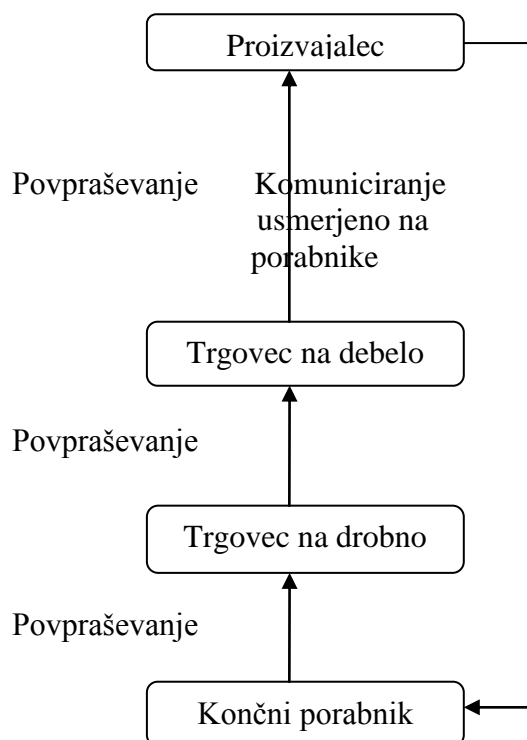 Proizvajalec
Povpraševanje
Komuniciranje
usmerjeno na
porabnike
Trgovec na debelo
Povpraševanje
Trgovec na drobno
Povpraševanje
Končni porabnik